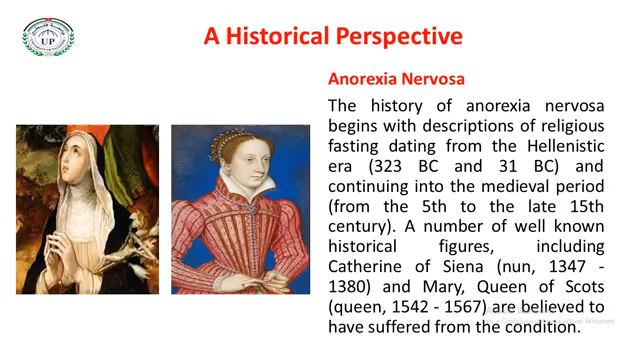 A Historical Perspective
UP
Anorexia Nervosa
The history of anorexia nervosa
begins with descriptions of religious
fasting dating from the Hellenistic
era (323 BC and 31 BC) and
continuing into the medieval period
(from the 5th to the late 15th
century). A number of well known
historical figures, including
Catherine of Siena (nun, 1347 -
1380) and Mary, Queen of Scots
(queen, 1542 - 1567) are believed to
have suffered from the condition.